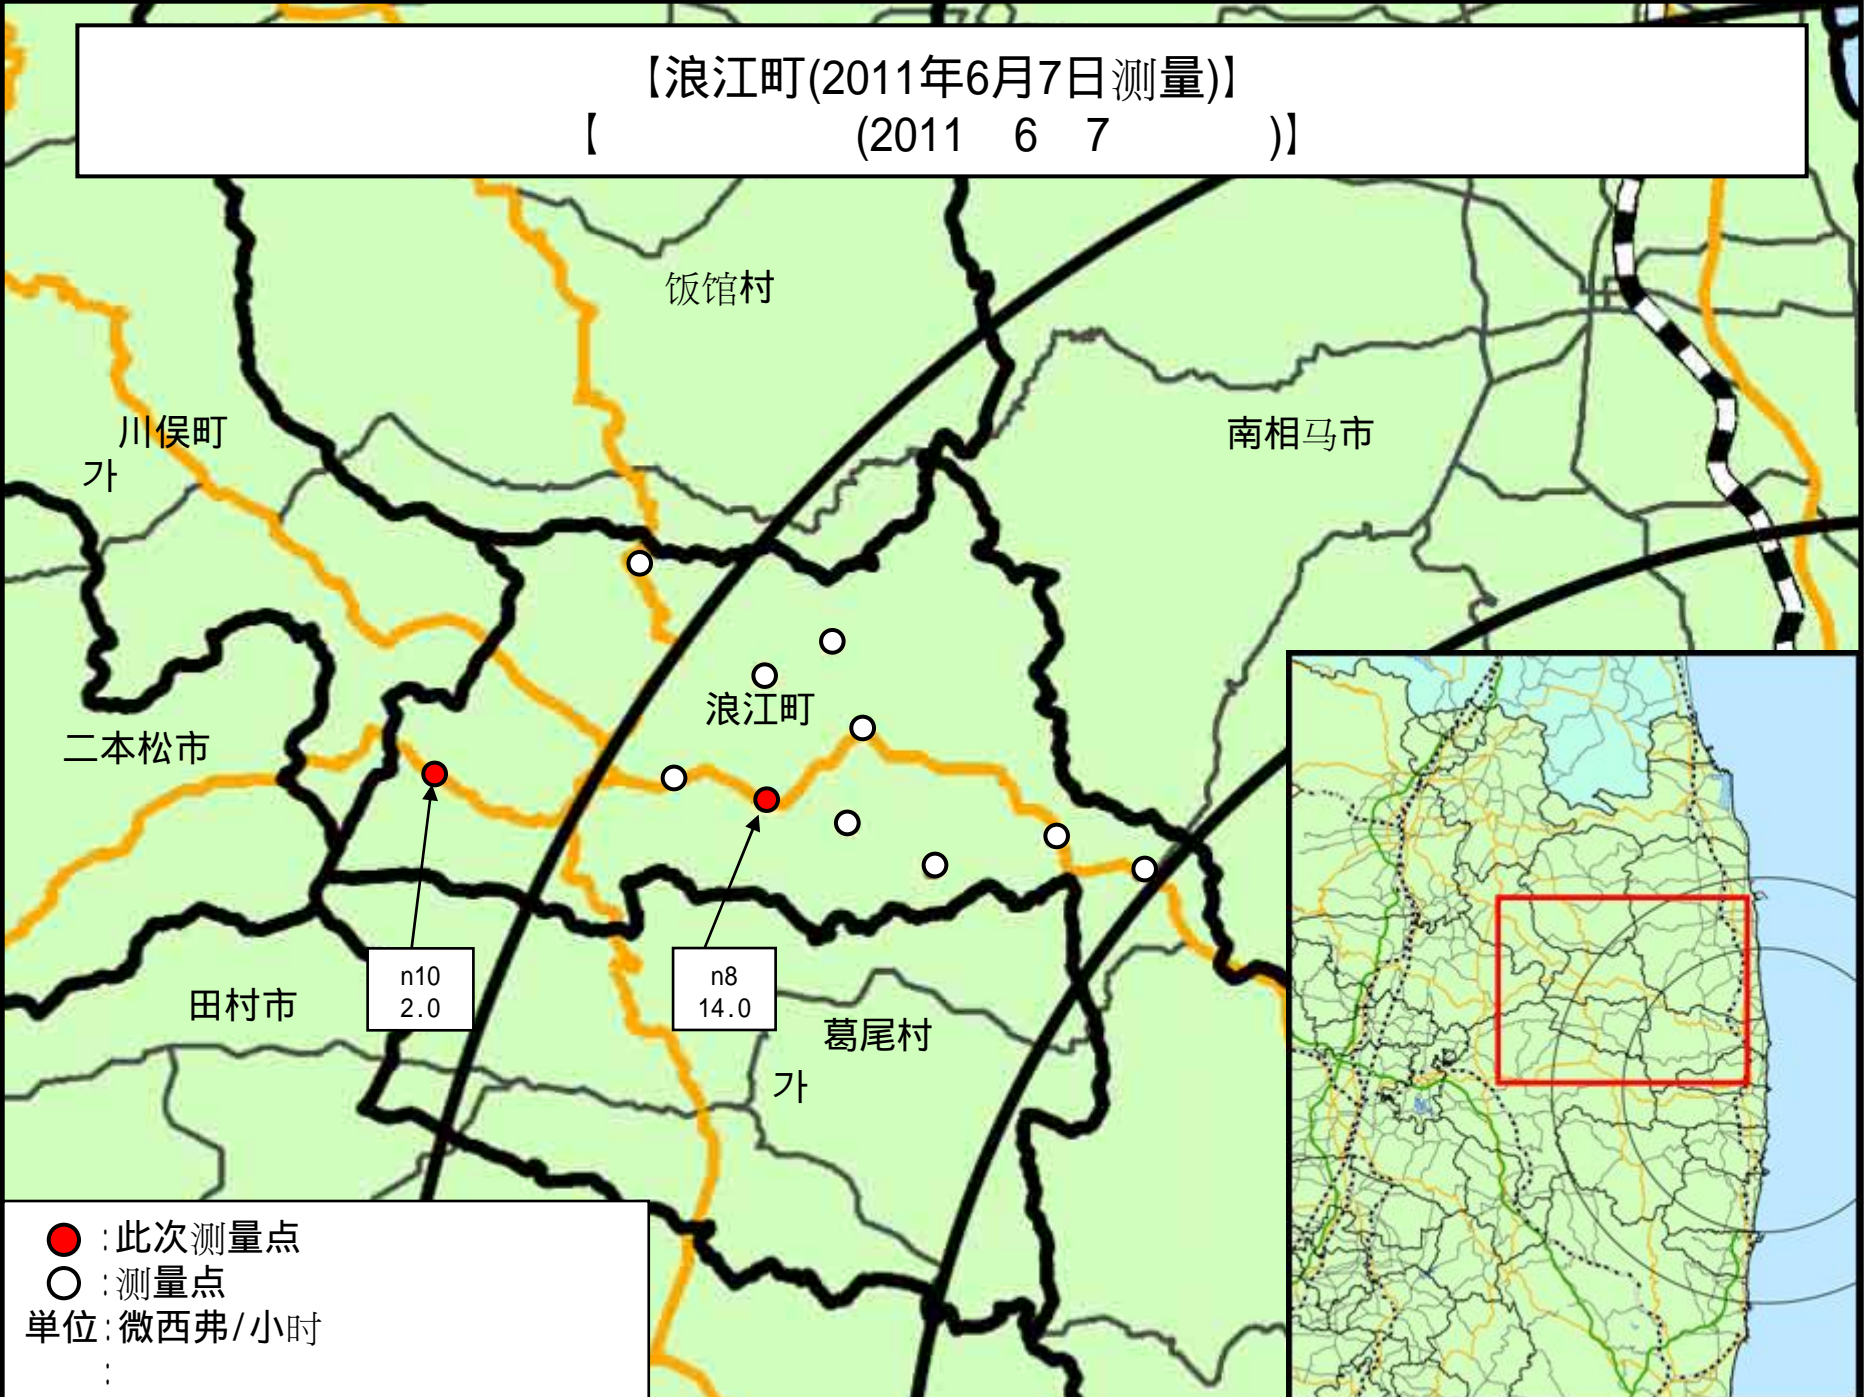 【浪江町(2011年6月7日测量)】
【 (2011 6 7 )】
饭馆村
川俣町
가
南相马市
浪江町
二本松市
n10
2.0
n8
14.0
田村市
葛尾村
가
:此次测量点
:测量点
単位:微西弗/小时
: